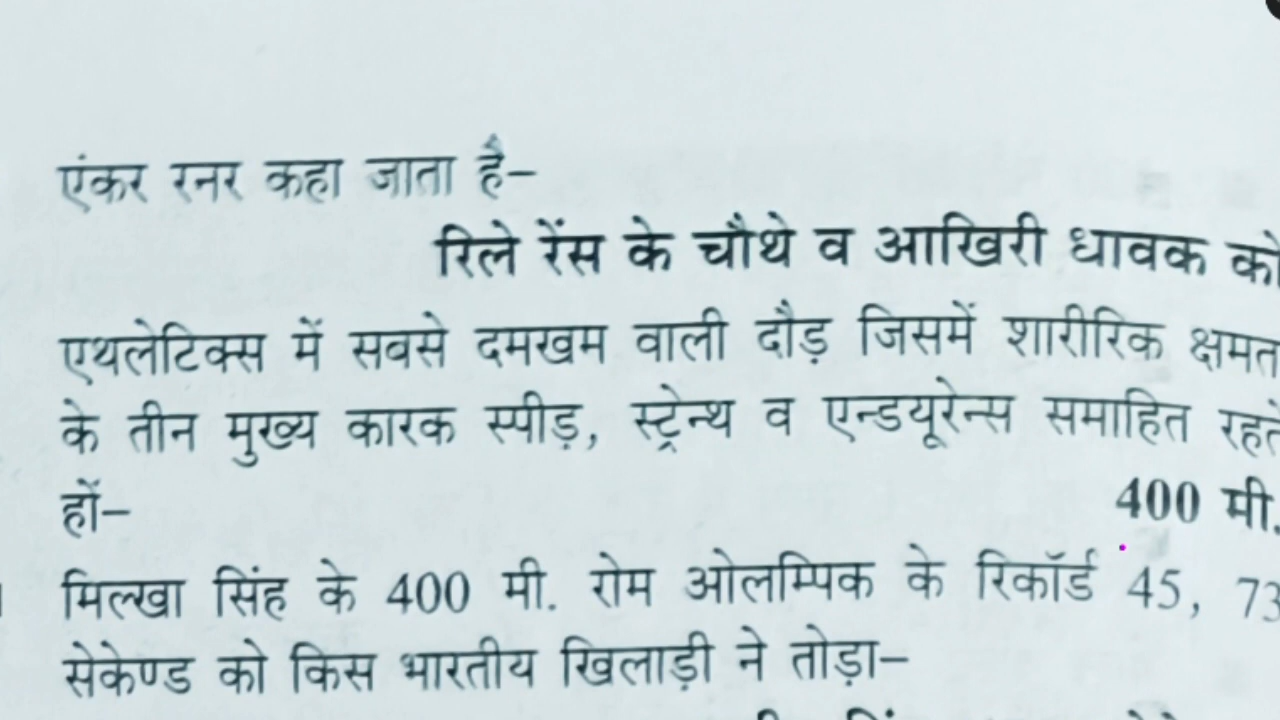 एंकर रनर कहा जाता है–
रिले रेंस के चौथे व आखिरी धावक को
एथलेटिक्स में सबसे दमखम वाली दौड़ जिसमें शारीरिक
के तीन मुख्य कारक स्पीड़, स्ट्रेन्थ व एन्डयूरेन्स समाहित रहते
हों–
400 मी.
मिल्खा सिंह के 400 मी. रोम ओलम्पिक के रिकॉर्ड 45, 73
सेकेण्ड को किस भारतीय खिलाड़ी ने तोड़ा–